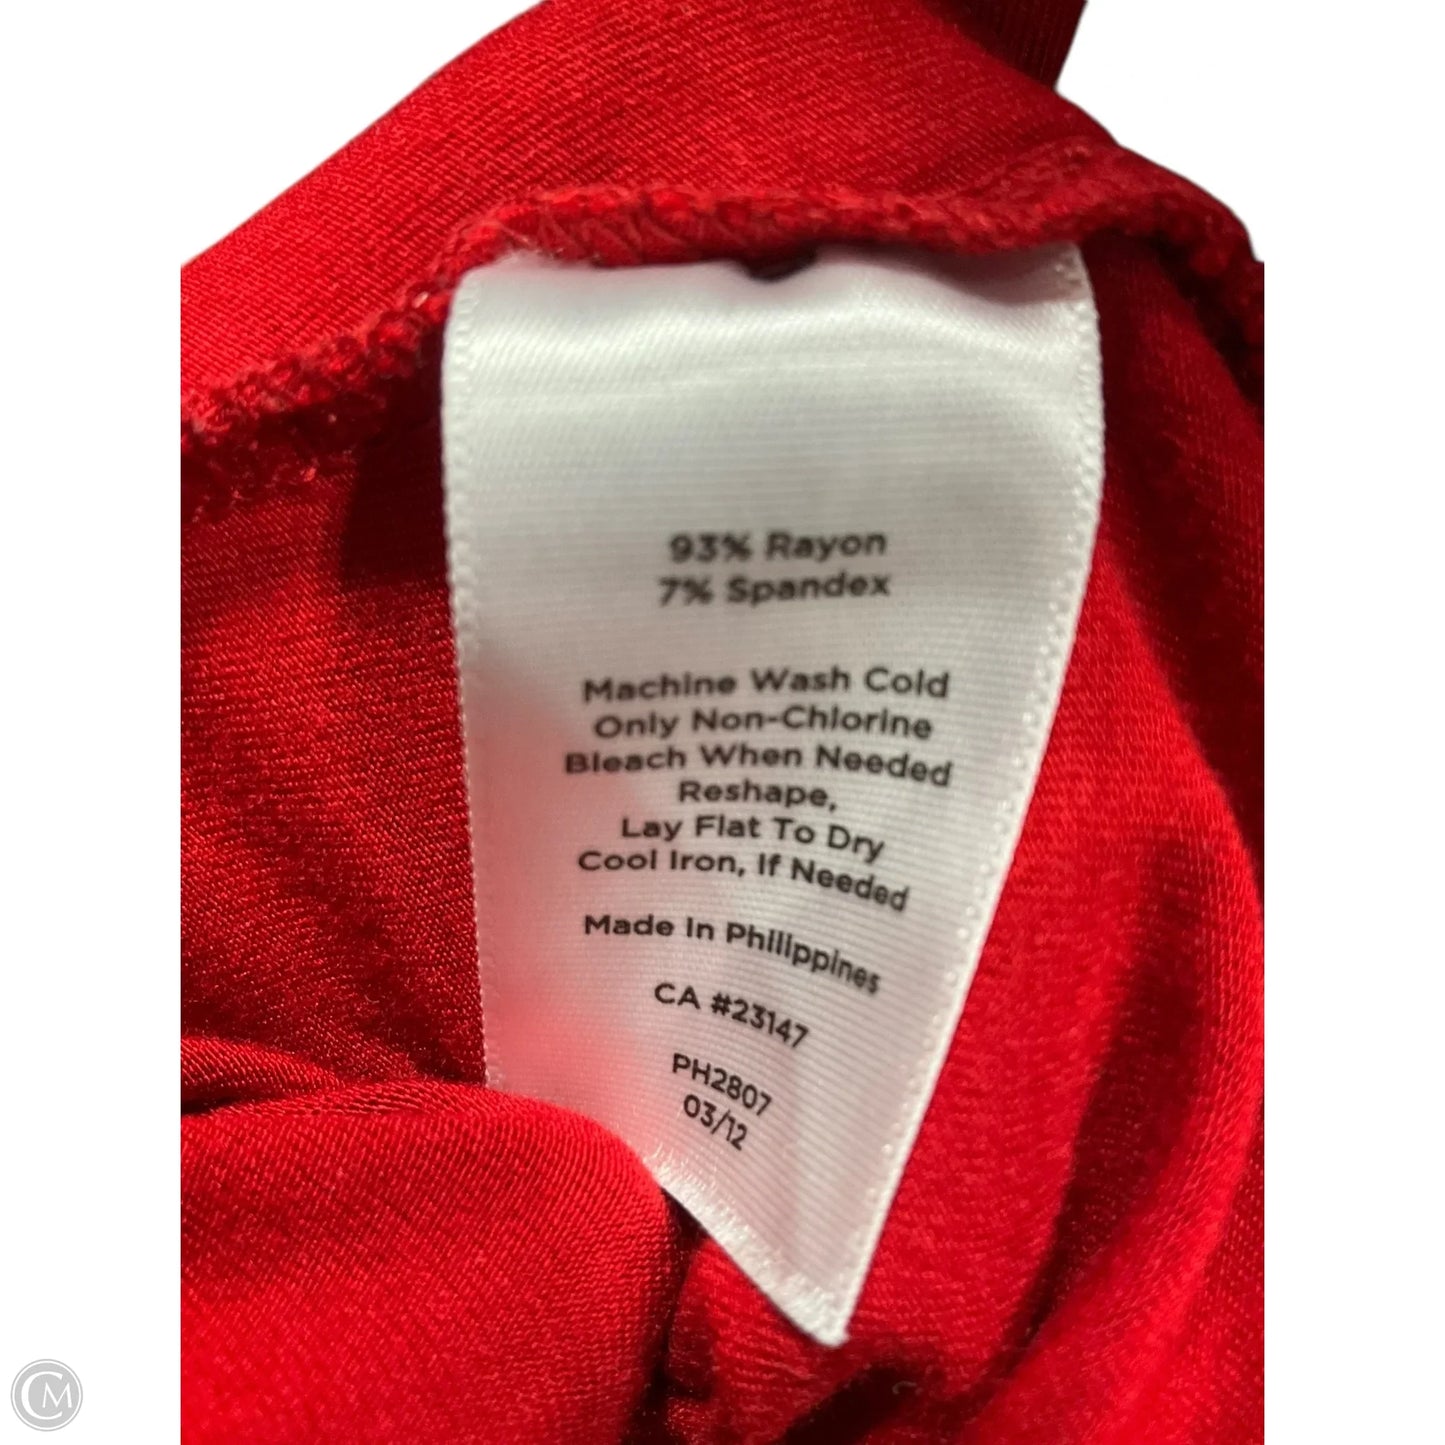 93% Rayon
7% Spandex
Machine Wash Cold
Only Non-Chlorine
Bleach When Needed
Reshape,
Lay Flat To Dry
Cool Iron, If Needed
Made In Philippines
CA #23147
PH2807
03/12
CM